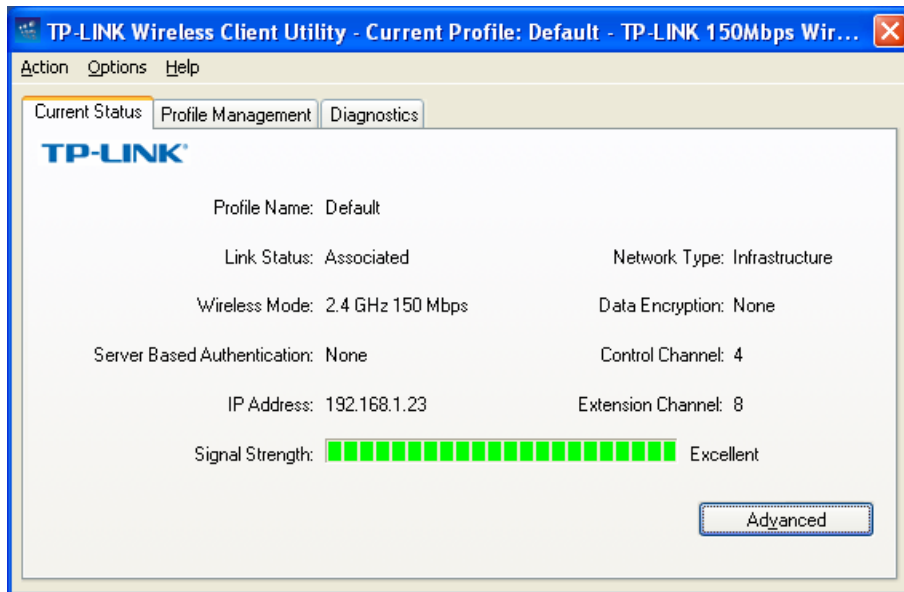 TP-LINK Wireless Client Utility - Current Profile: Default - TP-LINK 150Mbps Wir...
Action Options Help
Current Status Profile Management Diagnostics
TP-LINK
Profile Name: Default
Link Status: Associated Network Type: Infrastructure
Wireless Mode: 2.4 GHz 150 Mbps Data Encryption: None
Server Based Authentication: None Control Channel: 4
IP Address: 192.168.1.23 Extension Channel: 8
Signal Strength: Excellent
Advanced